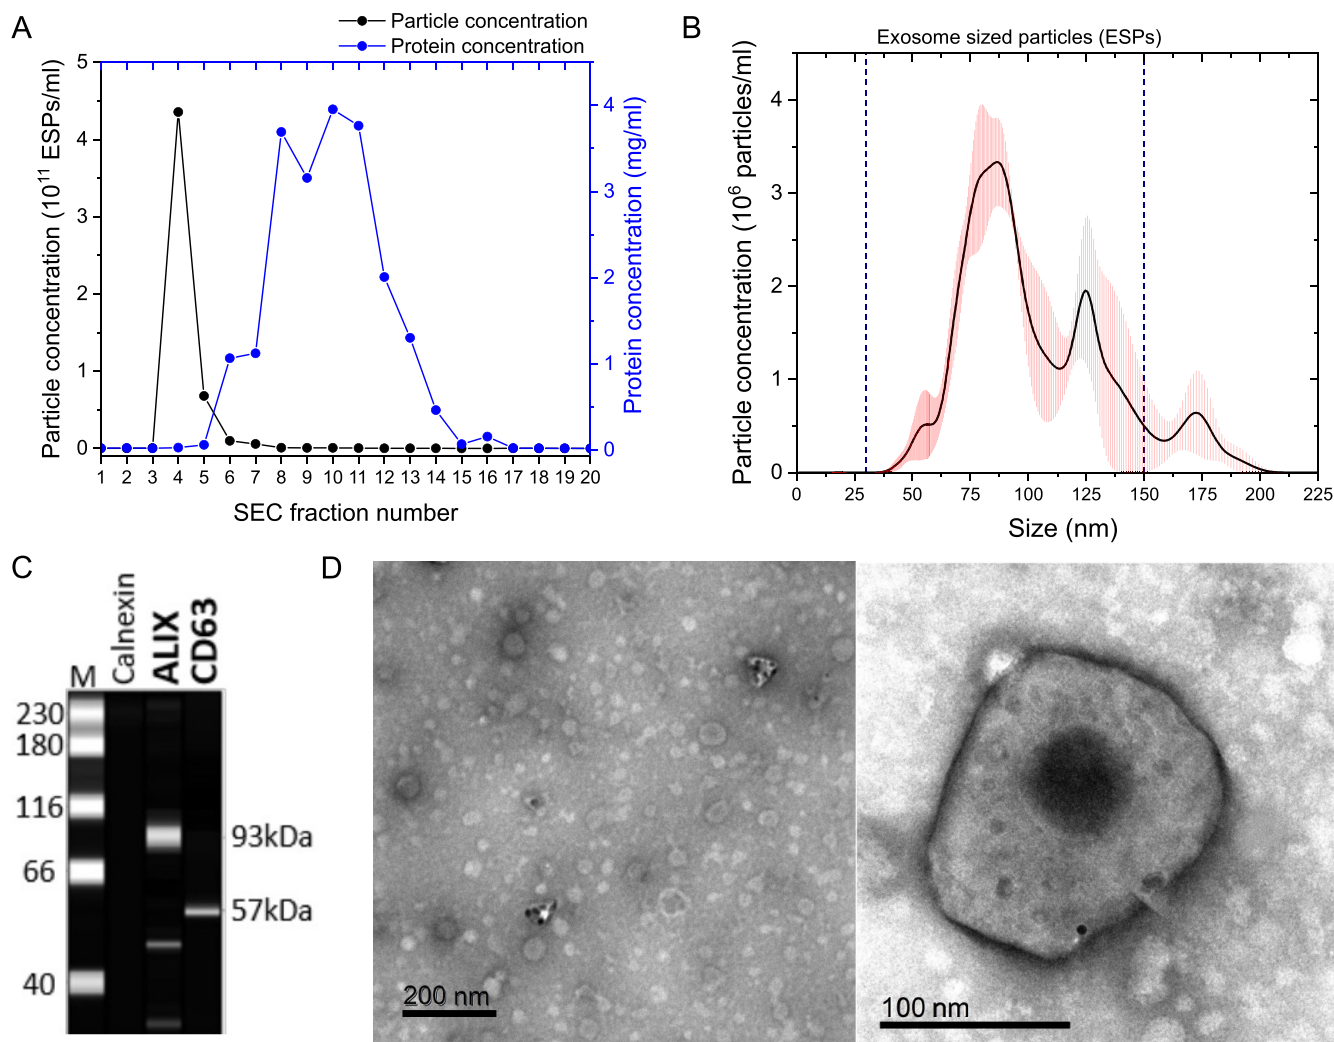 A
Particle concentration
Protein concentration
Particle concentration (10¹¹ ESPs/ml)
5
4
3
2
1
0
Protein concentration (mg/ml)
4
3
2
1
0
1 2 3 4 5 6 7 8 9 10 11 12 13 14 15 16 17 18 19 20
SEC fraction number
B
Exosome sized particles (ESPs)
Particle concentration (10⁶ particles/ml)
4
3
2
1
0
0 25 50 75 100 125 150 175 200 225
Size (nm)
C
M Calnexin ALIX CD63
230
180
116
66
40
93kDa
57kDa
D
200 nm
100 nm